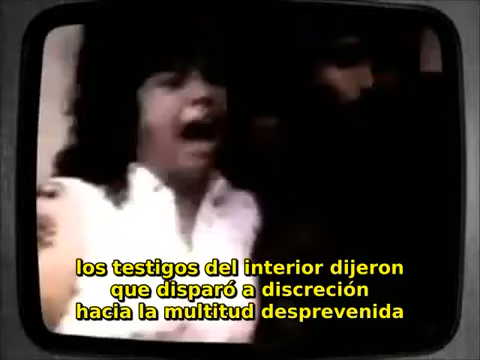 los testigos del interior dijeron
que disparó a discreción
hacia la multitud desprevenida